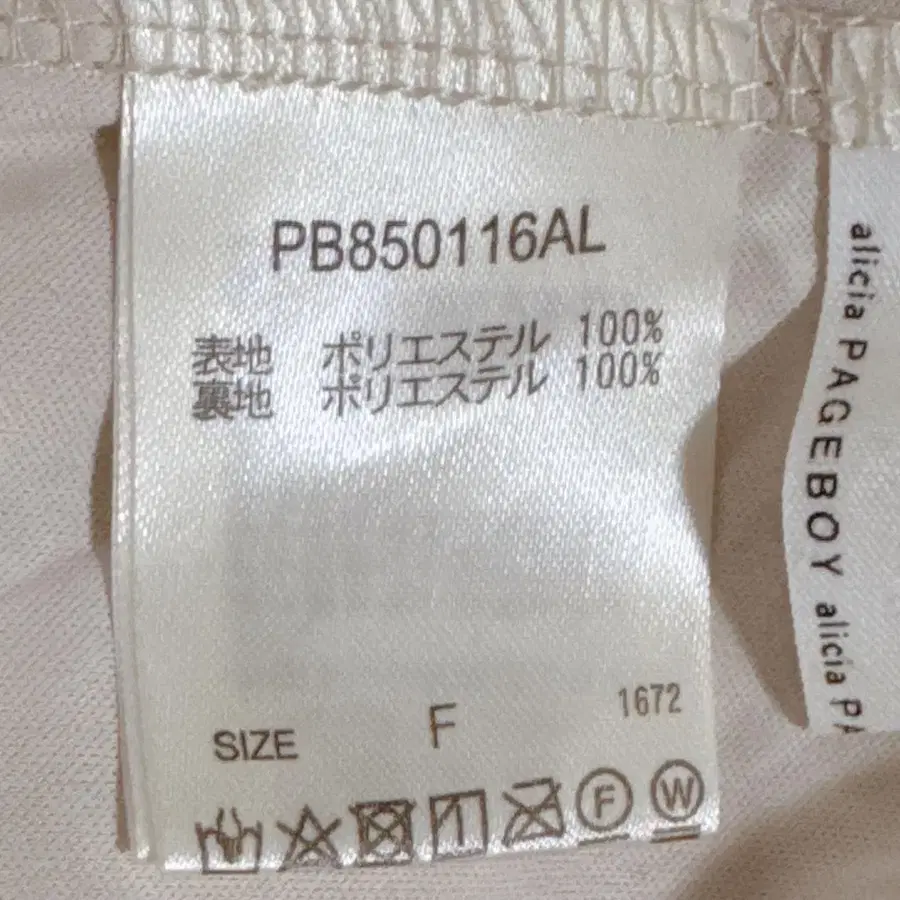 PB850116AL
表地 ポリエステル 100%
裏地 ポリエステル 100%
SIZE F 1672
F W
alicia PAGEBOY alicia PA